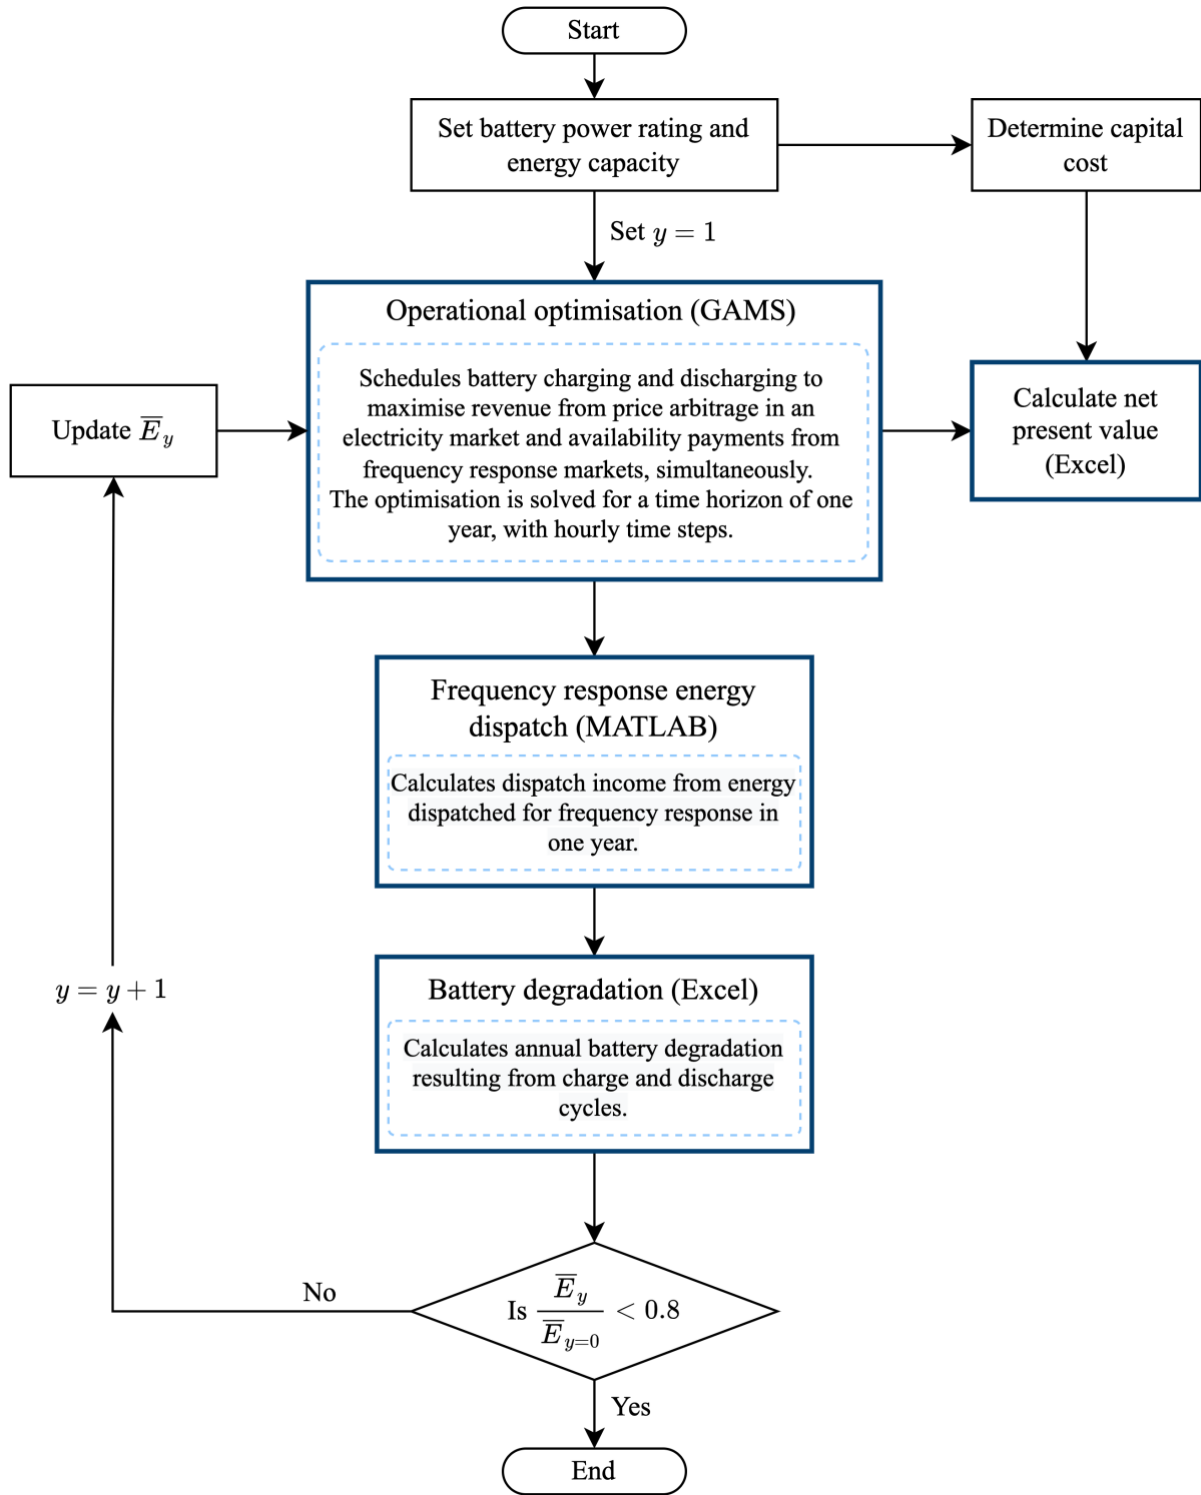 Start
Set battery power rating and
energy capacity
Determine capital
cost
Set y = 1
Operational optimisation (GAMS)
Schedules battery charging and discharging to
maximise revenue from price arbitrage in an
electricity market and availability payments from
frequency response markets, simultaneously.
The optimisation is solved for a time horizon of one
year, with hourly time steps.
Update E̅_y
Calculate net
present value
(Excel)
Frequency response energy
dispatch (MATLAB)
Calculates dispatch income from energy
dispatched for frequency response in
one year.
y = y + 1
Battery degradation (Excel)
Calculates annual battery degradation
resulting from charge and discharge
cycles.
No
Is E̅_y / E̅_{y=0} < 0.8
Yes
End